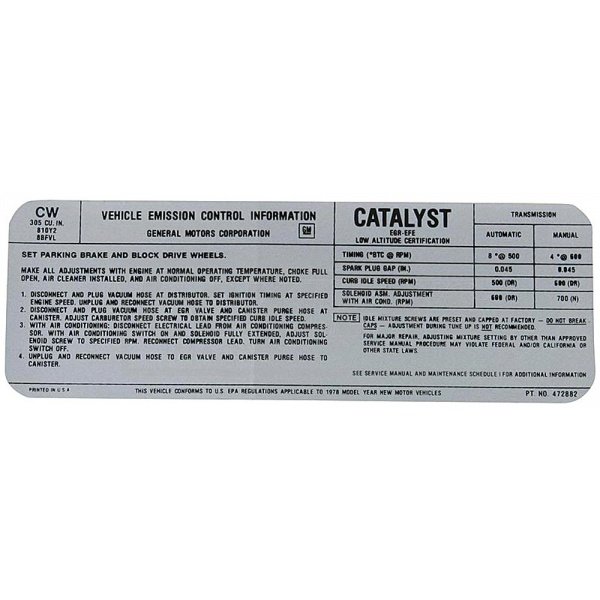 CW
305 CU. IN.
810Y2
8BFVL
VEHICLE EMISSION CONTROL INFORMATION
GENERAL MOTORS CORPORATION GM
CATALYST
EGR-EFE
LOW ALTITUDE CERTIFICATION
TRANSMISSION
AUTOMATIC MANUAL
SET PARKING BRAKE AND BLOCK DRIVE WHEELS.
MAKE ALL ADJUSTMENTS WITH ENGINE AT NORMAL OPERATING TEMPERATURE, CHOKE FULL
OPEN, AIR CLEANER INSTALLED, AND AIR CONDITIONING OFF, EXCEPT WHERE NOTED.
1. DISCONNECT AND PLUG VACUUM HOSE AT DISTRIBUTOR. SET IGNITION TIMING AT SPECIFIED
ENGINE SPEED. UNPLUG AND RECONNECT VACUUM HOSE TO DISTRIBUTOR.
2. DISCONNECT AND PLUG VACUUM HOSE AT EGR VALVE AND CANISTER PURGE HOSE AT
CANISTER. ADJUST CARBURETOR SPEED SCREW TO OBTAIN SPECIFIED CURB IDLE SPEED.
3. WITH AIR CONDITIONING: DISCONNECT ELECTRICAL LEAD FROM AIR CONDITIONING COMPRES-
SOR. WITH AIR CONDITIONING SWITCH ON AND SOLENOID FULLY EXTENDED, ADJUST SOL-
ENOID SCREW TO SPECIFIED RPM. RECONNECT COMPRESSOR LEAD. TURN AIR CONDITIONING
SWITCH OFF.
4. UNPLUG AND RECONNECT VACUUM HOSE TO EGR VALVE AND CANISTER PURGE HOSE TO
CANISTER.
TIMING (°BTC @ RPM) 8 °@ 500 4 °@ 600
SPARK PLUG GAP (IN.) 0.045 0.045
CURB IDLE SPEED (RPM) 500 (DR) 600 (DR)
SOLENOID ASM. ADJUSTMENT
WITH AIR COND. (RPM) 600 (DR) 700 (N)
NOTE IDLE MIXTURE SCREWS ARE PRESET AND CAPPED AT FACTORY — DO NOT BREAK
CAPS — ADJUSTMENT DURING TUNE UP IS NOT RECOMMENDED.
FOR MAJOR REPAIR, ADJUSTING MIXTURE SETTING BY OTHER THAN APPROVED
SERVICE MANUAL PROCEDURE MAY VIOLATE FEDERAL AND/OR CALIFORNIA OR
OTHER STATE LAWS.
SEE SERVICE MANUAL AND MAINTENANCE SCHEDULE I FOR ADDITIONAL INFORMATION
PRINTED IN U.S.A THIS VEHICLE CONFORMS TO U.S. EPA REGULATIONS APPLICABLE TO 1978 MODEL YEAR NEW MOTOR VEHICLES PT. NO. 472882